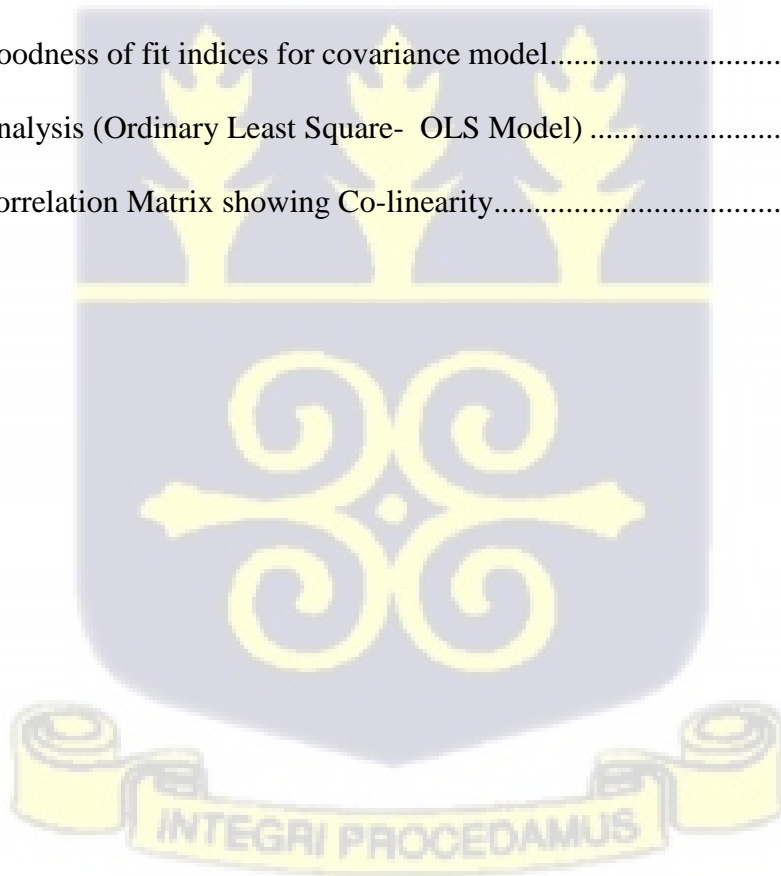 oodness of fit indices for covariance model............................
nalysis (Ordinary Least Square-  OLS Model) ........................
orrelation Matrix showing Co-linearity....................................
INTEGRI PROCEDAMUS